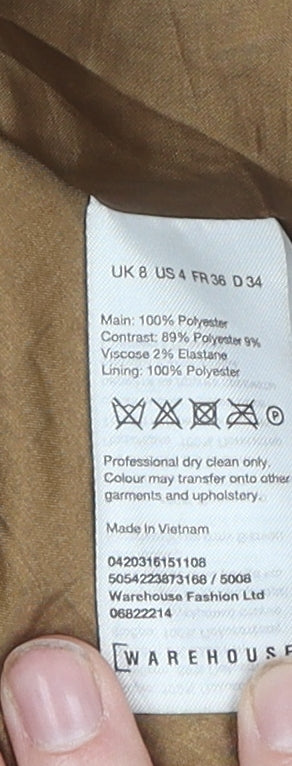 UK 8 US 4 FR 36 D 34
Main: 100% Polyester
Contrast: 89% Polyester 9%
Viscose 2% Elastane
Lining: 100% Polyester
P
Professional dry clean only.
Colour may transfer onto other
garments and upholstery.
Made in Vietnam
0420316151108
5054223873168 / 5008
Warehouse Fashion Ltd
06822214
WAREHOUSE